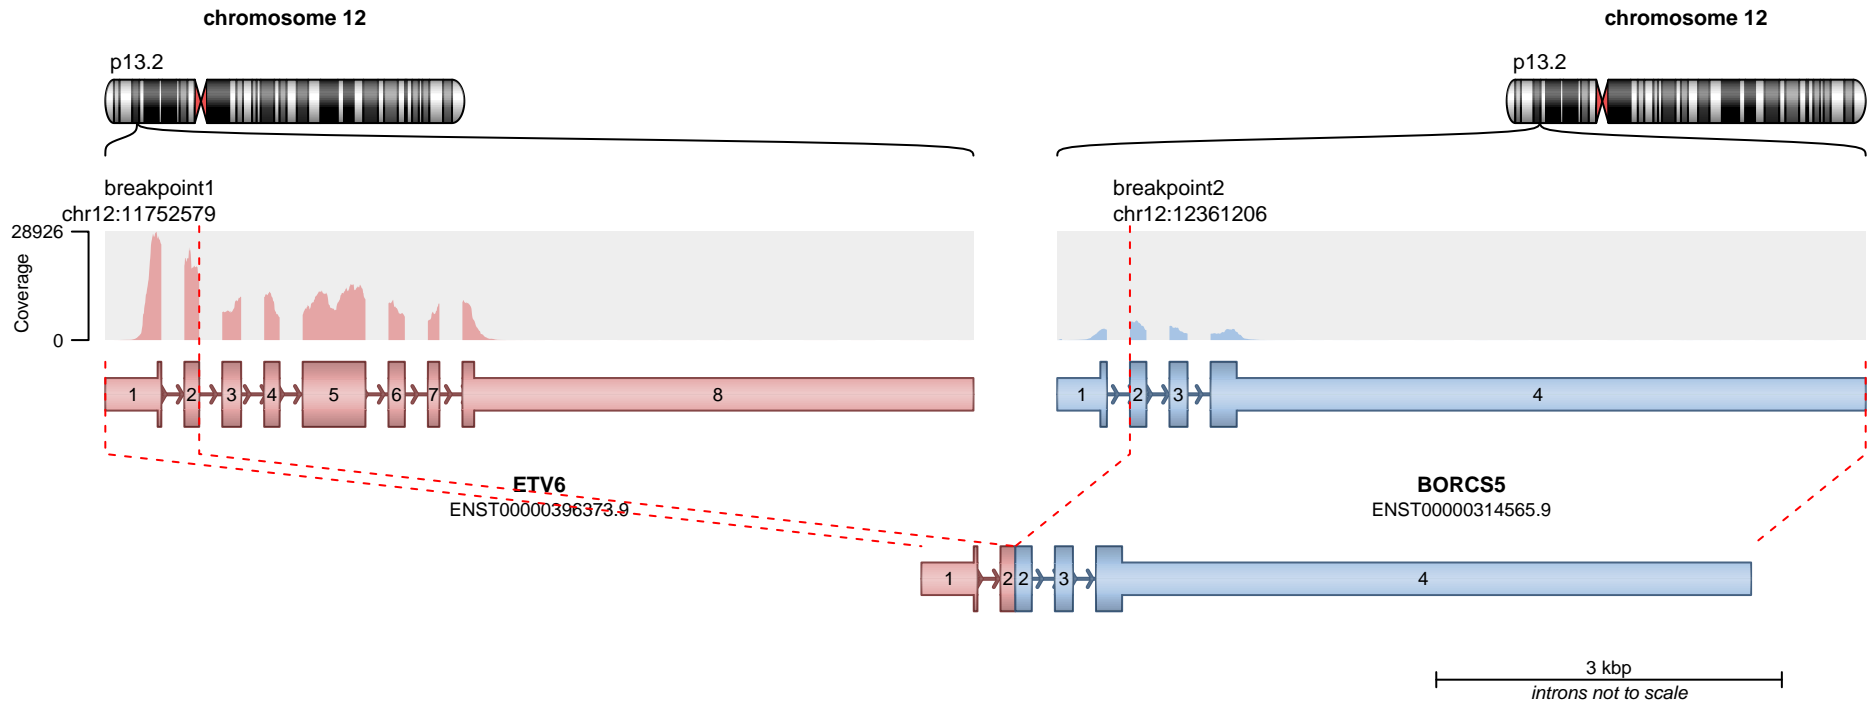 chromosome 12
chromosome 12
p13.2
p13.2
breakpoint1
chr12:11752579
breakpoint2
chr12:12361206
28926
Coverage
0
1 2 3 4 5 6 7 8
1 2 3 4
ETV6
ENST00000396373.9
BORCS5
ENST00000314565.9
1 2 2 3 4
3 kbp
introns not to scale